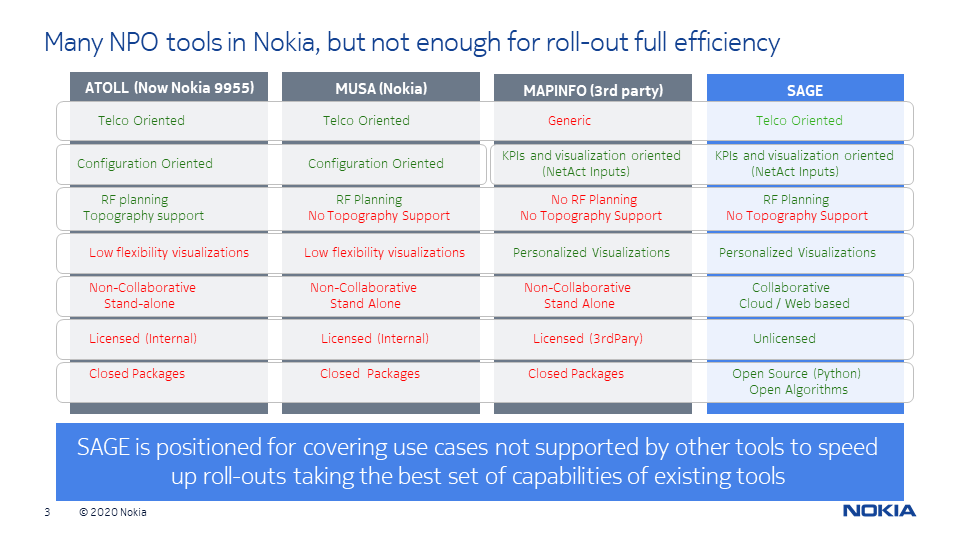 Many NPO tools in Nokia, but not enough for roll-out full efficiency
ATOLL (Now Nokia 9955)
MUSA (Nokia)
MAPINFO (3rd party)
SAGE
Telco Oriented
Telco Oriented
Generic
Telco Oriented
Configuration Oriented
Configuration Oriented
KPIs and visualization oriented
(NetAct Inputs)
KPIs and visualization oriented
(NetAct Inputs)
RF planning
Topography support
RF Planning
No Topography Support
No RF Planning
No Topography Support
RF Planning
No Topography Support
Low flexibility visualizations
Low flexibility visualizations
Personalized Visualizations
Personalized Visualizations
Non-Collaborative
Stand-alone
Non-Collaborative
Stand Alone
Non-Collaborative
Stand Alone
Collaborative
Cloud / Web based
Licensed (Internal)
Licensed (Internal)
Licensed (3rdPary)
Unlicensed
Closed Packages
Closed Packages
Closed Packages
Open Source (Python)
Open Algorithms
SAGE is positioned for covering use cases not supported by other tools to speed
up roll-outs taking the best set of capabilities of existing tools
3
© 2020 Nokia
NOKIA